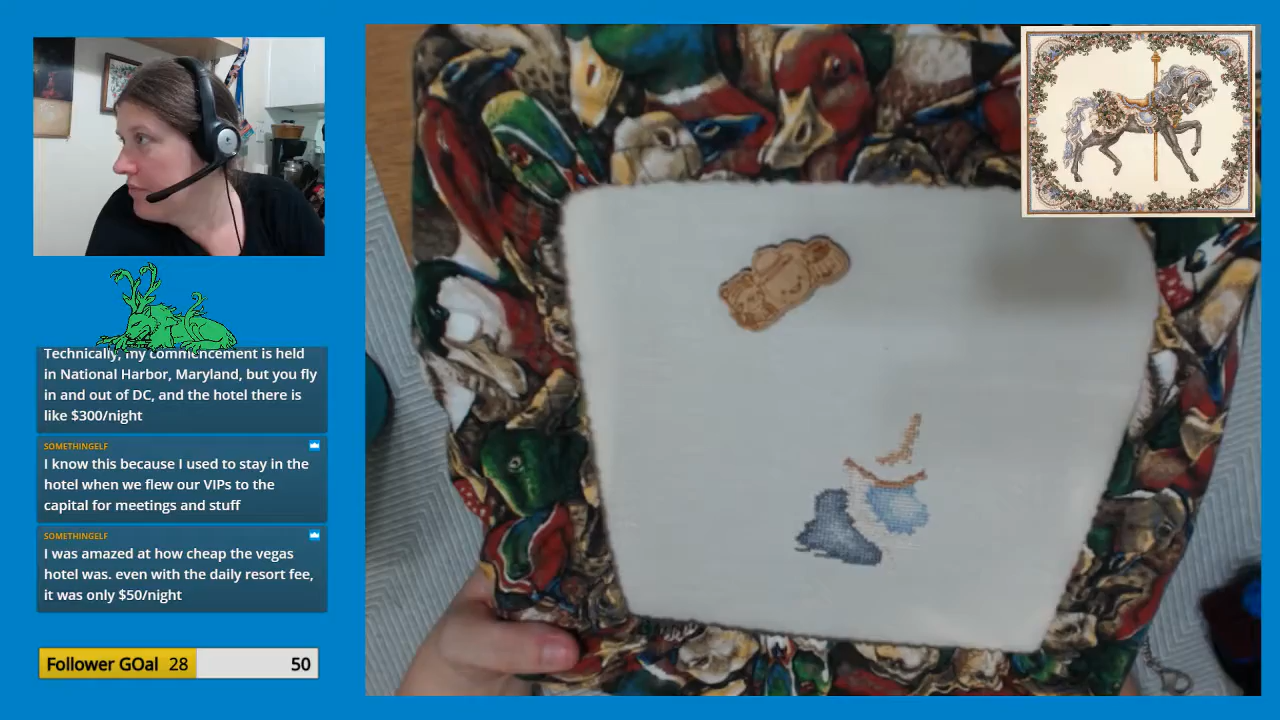 Technically, my commencement is held
in National Harbor, Maryland, but you fly
in and out of DC, and the hotel there is
like $300/night
SOMETHINGELF
I know this because I used to stay in the
hotel when we flew our VIPs to the
capital for meetings and stuff
SOMETHINGELF
I was amazed at how cheap the vegas
hotel was. even with the daily resort fee,
it was only $50/night
Follower GOal 28 50